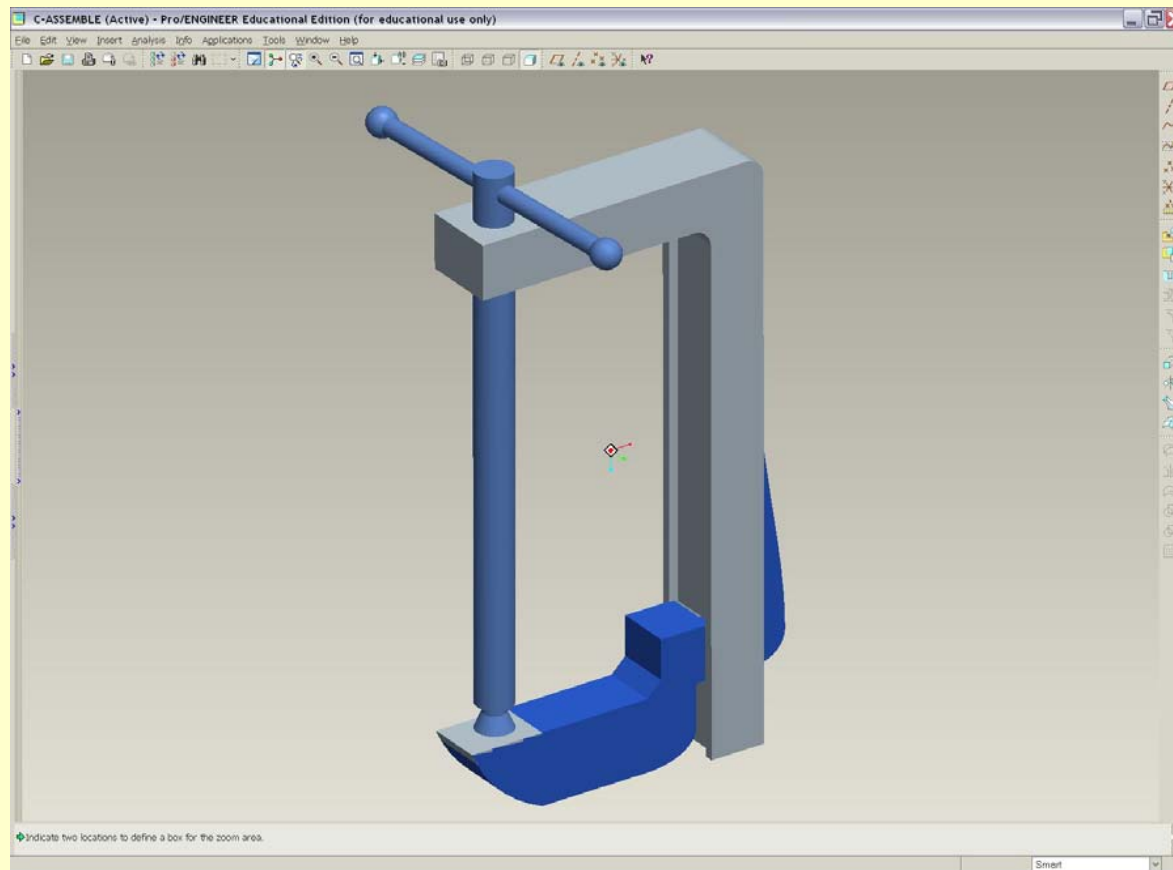 C-ASSEMBLE (Active) - Pro/ENGINEER Educational Edition (for educational use only)
File Edit View Insert Analysis Info Applications Tools Window Help
Indicate two locations to define a box for the zoom area.
Smart